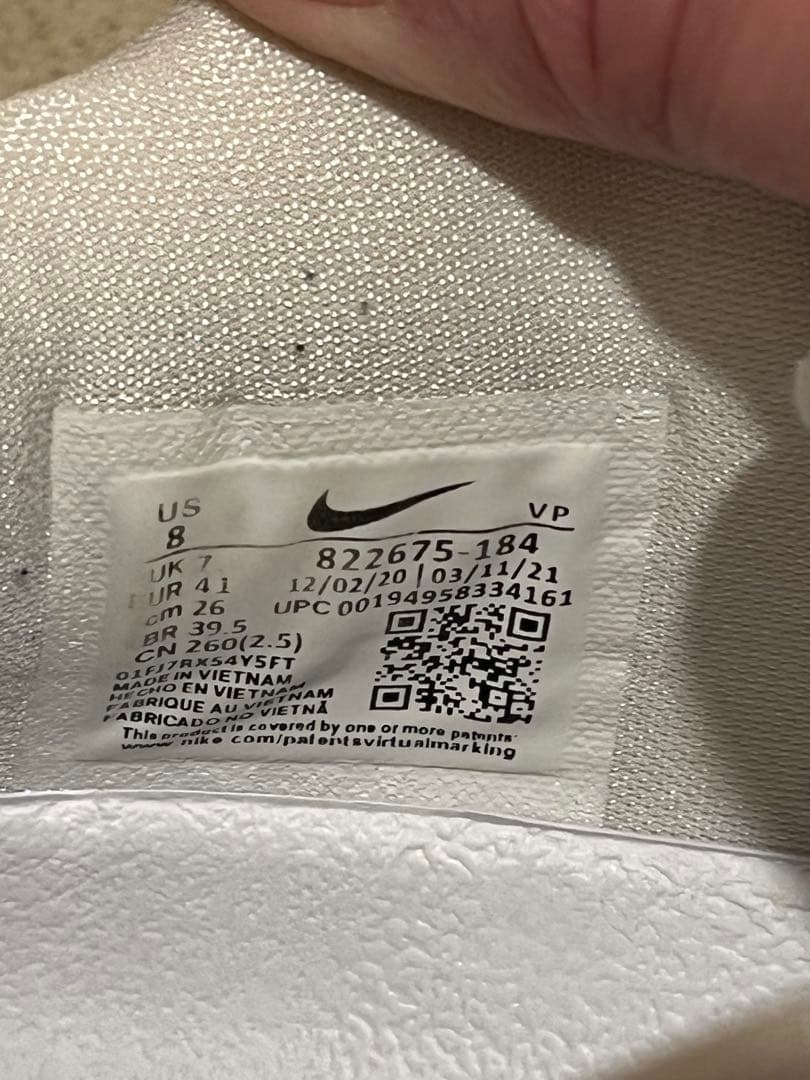 US
8
VP
UK 7
EUR 41
cm 26
BR 39.5
CN 260(2.5)
822675-184
12/02/20 | 03/11/21
UPC 00194958334161
01FJ7RX54Y5FT
MADE IN VIETNAM
HECHO EN VIETNAM
FABRIQUE AU VIETNAM
FABRICADO NO VIETNÃ
This product is covered by one or more patents
www nike com/patentsvirtualmarking